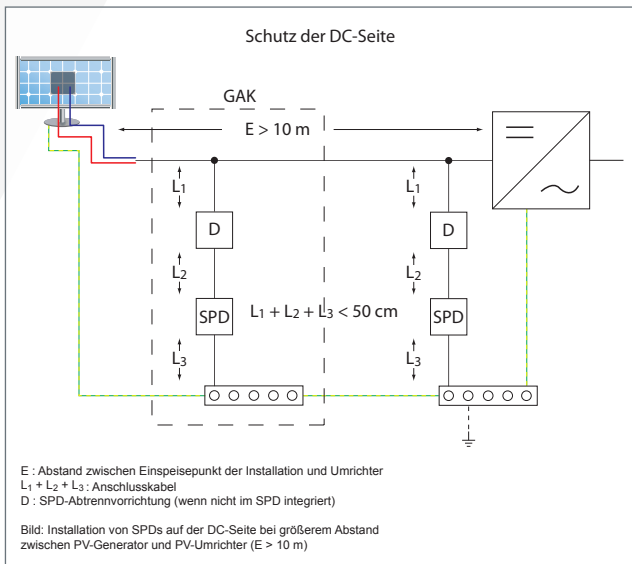 Schutz der DC-Seite
GAK
E > 10 m
L₁
L₁
D
D
L₂
L₂
SPD
L₁ + L₂ + L₃ < 50 cm
SPD
L₃
L₃
E : Abstand zwischen Einspeisepunkt der Installation und Umrichter
L₁ + L₂ + L₃ : Anschlusskabel
D : SPD-Abtrennvorrichtung (wenn nicht im SPD integriert)
Bild: Installation von SPDs auf der DC-Seite bei größerem Abstand
zwischen PV-Generator und PV-Umrichter (E > 10 m)